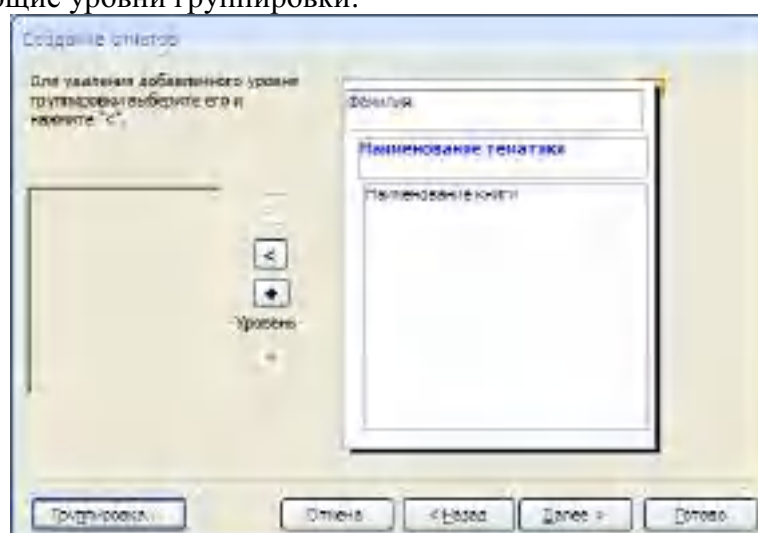 щие уровни группировки:
Создание отчетов
Для удаления добавленного уровня
группировки выберите его и
нажмите "<".
Фамилия
Наименование тематики
Наименование книги
<
Уровень
Группировка...
Отмена
< Назад
Далее >
Готово